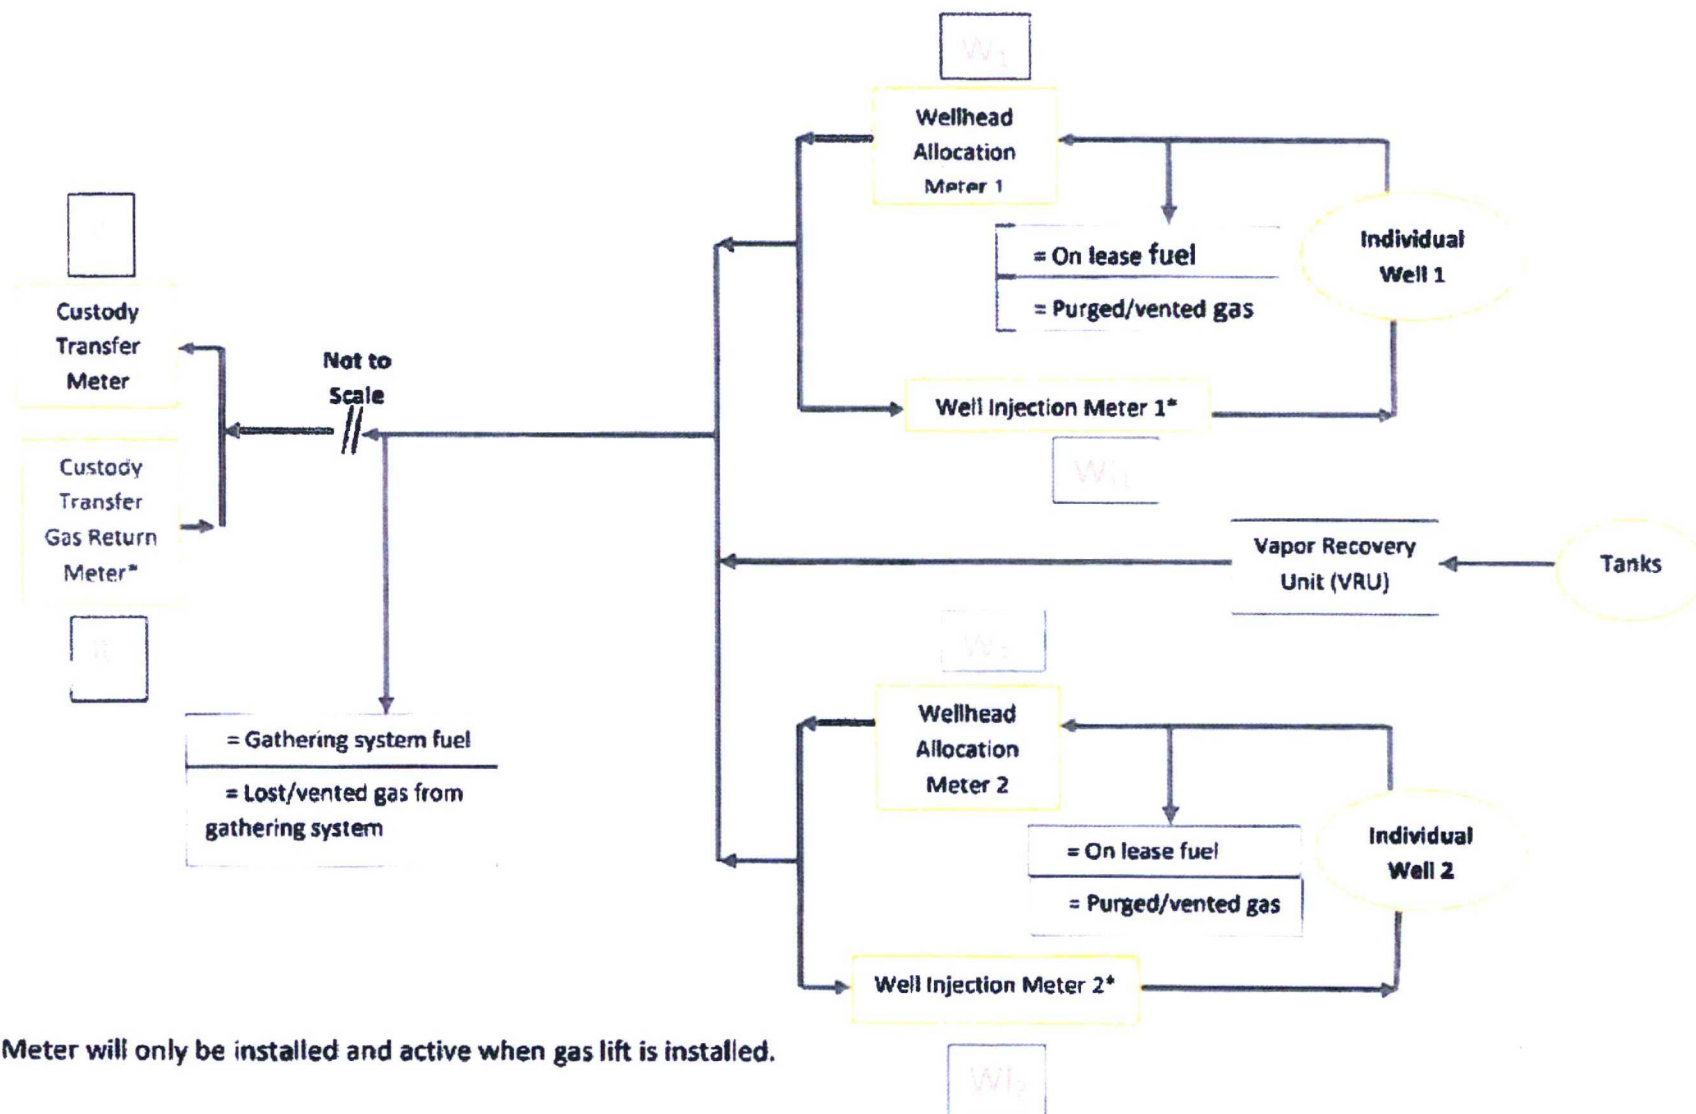 W₁
Wellhead
Allocation
Meter 1
= On lease fuel
= Purged/vented gas
Individual
Well 1
Custody
Transfer
Meter
Not to
Scale
Well Injection Meter 1*
Custody
Transfer
Gas Return
Meter*
Vapor Recovery
Unit (VRU)
Tanks
Wellhead
Allocation
Meter 2
= Gathering system fuel
= Lost/vented gas from
gathering system
= On lease fuel
= Purged/vented gas
Individual
Well 2
Well Injection Meter 2*
Meter will only be installed and active when gas lift is installed.
WI₂